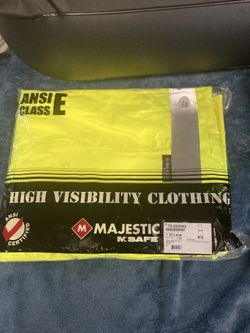 ANSI
CLASS E
HIGH VISIBILITY CLOTHING
ANSI
CERTIFIED
M MAJESTIC
M SAFE